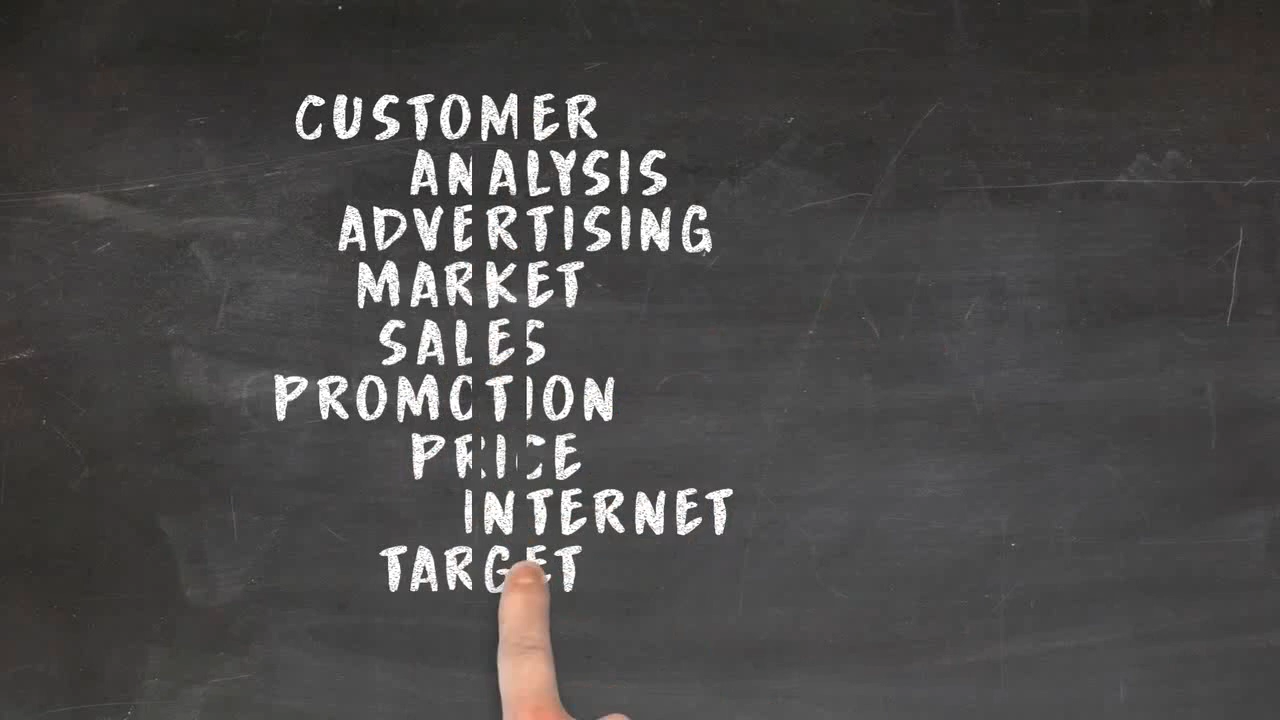 CUSTOMER
ANALYSIS
ADVERTISING
MARKET
SALES
PROMOTION
PRICE
INTERNET
TARGET